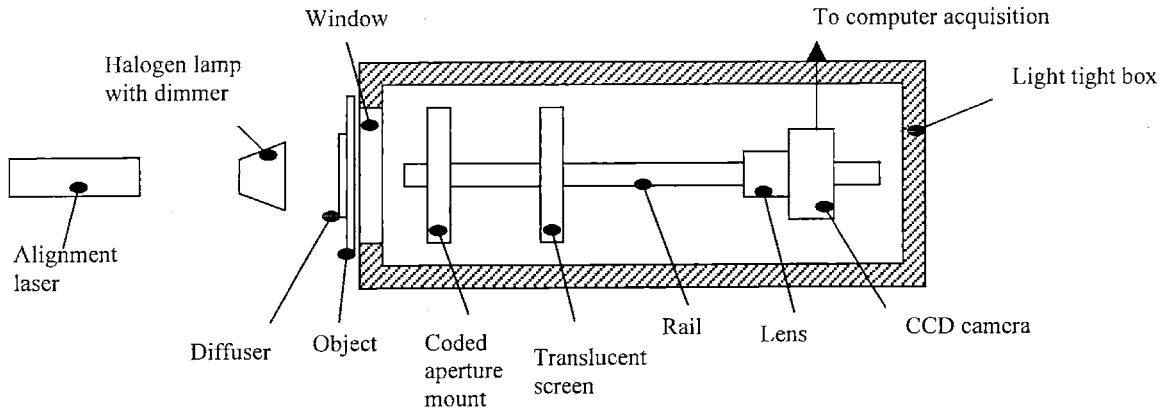 To computer acquisition
Window
Halogen lamp
with dimmer
Light tight box
Alignment
laser
Diffuser
Object
Coded
aperture
mount
Translucent
screen
Rail
Lens
CCD camera